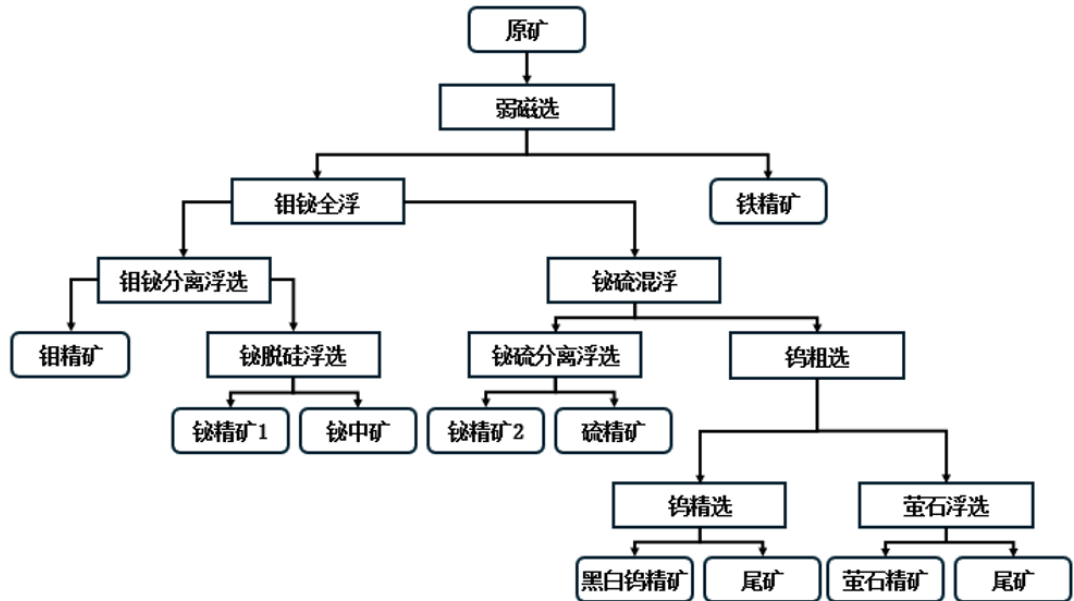 原矿
弱磁选
钼铋全浮
铁精矿
钼铋分离浮选
铋硫混浮
钼精矿
铋脱硅浮选
铋硫分离浮选
钨粗选
铋精矿1
铋中矿
铋精矿2
硫精矿
钨精选
萤石浮选
黑白钨精矿
尾矿
萤石精矿
尾矿